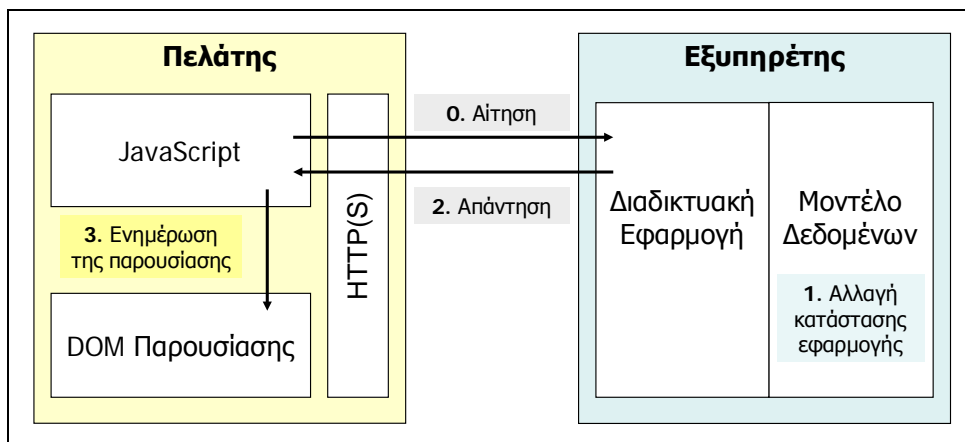 Πελάτης
JavaScript
3. Ενημέρωση
της παρουσίασης
DOM Παρουσίασης
HTTP(S)
0. Αίτηση
2. Απάντηση
Εξυπηρέτης
Διαδικτυακή
Εφαρμογή
Μοντέλο
Δεδομένων
1. Αλλαγή
κατάστασης
εφαρμογής